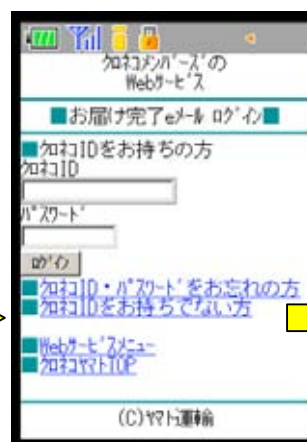 ｸﾛﾈｺﾒﾝﾊﾞｰｽﾞの
Webｻｰﾋﾞｽ
■お届け完了eﾒｰﾙ ﾛｸﾞｲﾝ■
■ｸﾛﾈｺIDをお持ちの方
ｸﾛﾈｺID
ﾊﾟｽﾜｰﾄﾞ
ﾛｸﾞｲﾝ
■ｸﾛﾈｺID・ﾊﾟｽﾜｰﾄﾞをお忘れの方
■ｸﾛﾈｺIDをお持ちでない方
■Webｻｰﾋﾞｽﾒﾆｭｰ
■ｸﾛﾈｺﾔﾏﾄTOP
(C)ﾔﾏﾄ運輸